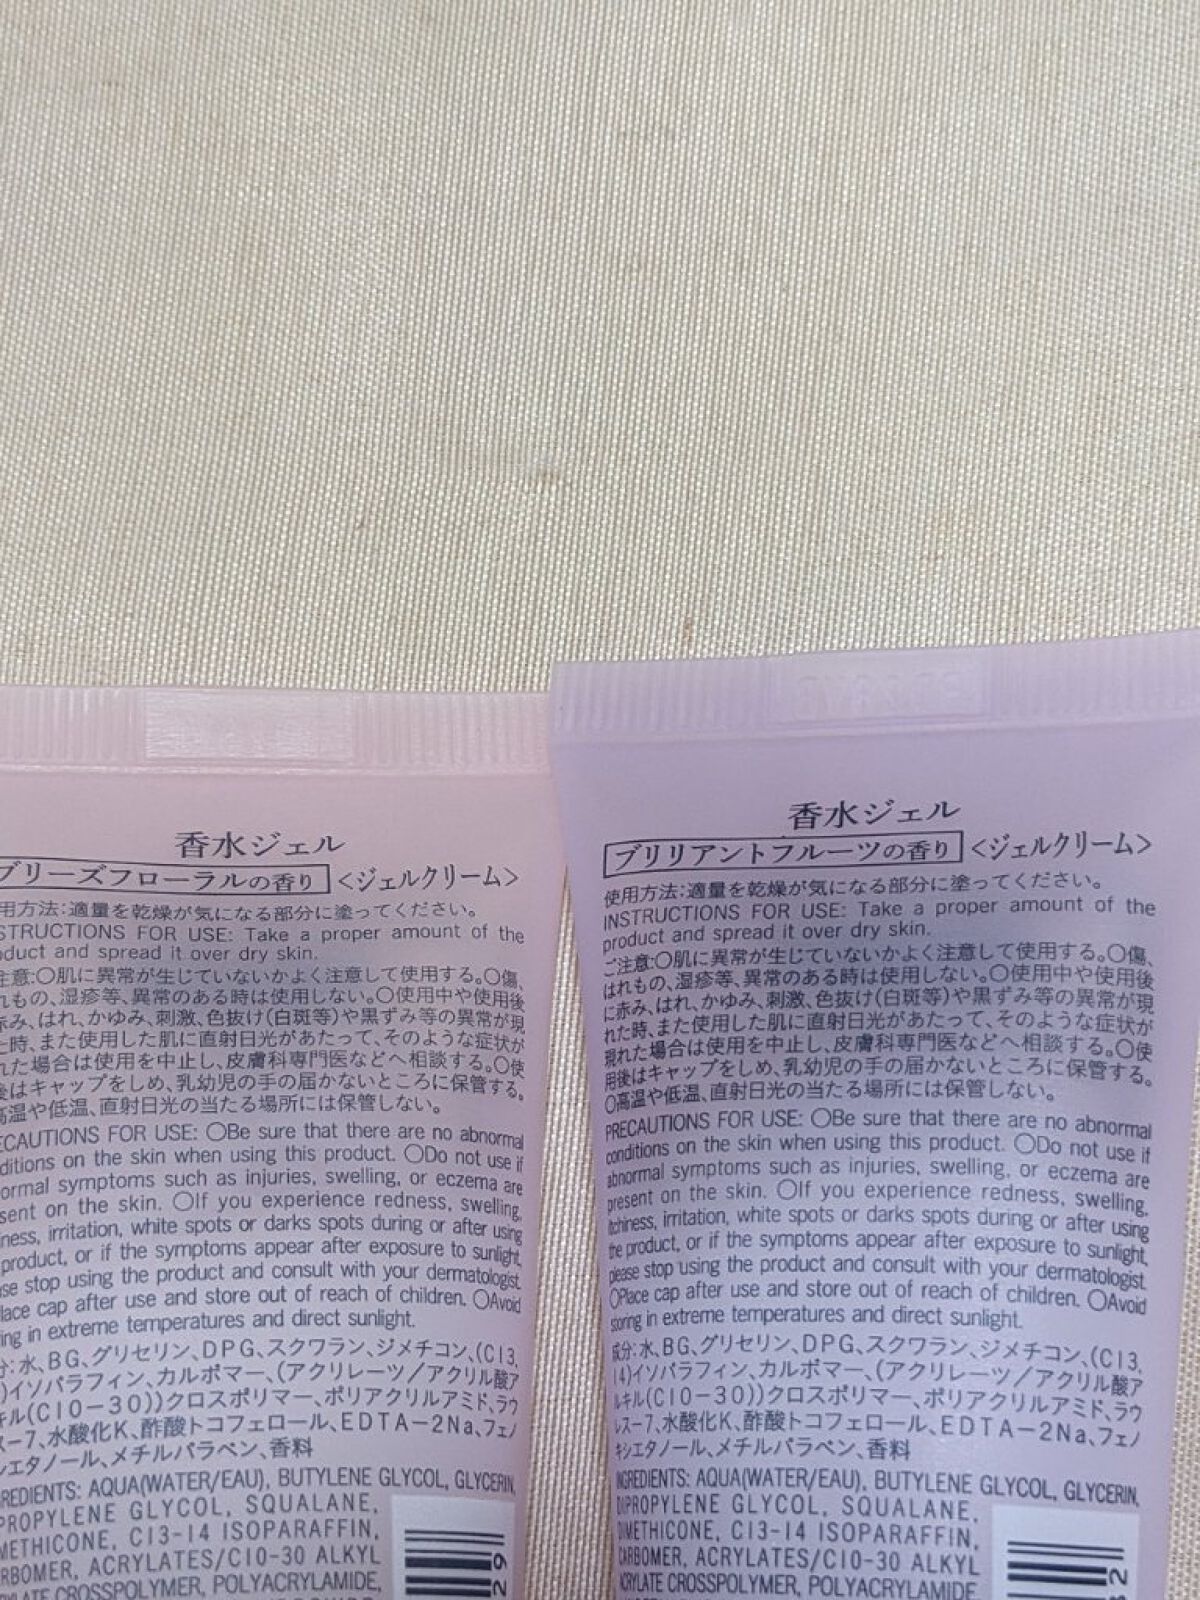 香水ジェル
ブリーズフローラルの香り <ジェルクリーム>
用方法:適量を乾燥が気になる部分に塗ってください。
STRUCTIONS FOR USE: Take a proper amount of the
oduct and spread it over dry skin.
注意:〇肌に異常が生じていないかよく注意して使用する。〇傷、
れもの、湿疹等、異常のある時は使用しない。〇使用中や使用後
赤み、はれ、かゆみ、刺激、色抜け(白斑等)や黒ずみ等の異常が現
た時、また使用した肌に直射日光があたって、そのような症状が
れた場合は使用を中止し、皮膚科専門医などへ相談する。〇使
後はキャップをしめ、乳幼児の手の届かないところに保管する。
高温や低温、直射日光の当たる場所には保管しない。
ECAUTIONS FOR USE: 〇Be sure that there are no abnormal
ditions on the skin when using this product. 〇Do not use if
ormal symptoms such as injuries, swelling, or eczema are
sent on the skin. 〇If you experience redness, swelling,
iness, irritation, white spots or darks spots during or after using
product, or if the symptoms appear after exposure to sunlight,
se stop using the product and consult with your dermatologist.
lace cap after use and store out of reach of children. 〇Avoid
ring in extreme temperatures and direct sunlight.
分:水、BG、グリセリン、DPG、スクワラン、ジメチコン、(C13,
)イソパラフィン、カルボマー、(アクリレーツ/アクリル酸ア
キル(C10-30))クロスポリマー、ポリアクリルアミド、ラウ
ス-7、水酸化K、酢酸トコフェロール、EDTA-2Na、フェノ
シエタノール、メチルパラベン、香料
REDIENTS: AQUA(WATER/EAU), BUTYLENE GLYCOL, GLYCERIN,
PROPYLENE GLYCOL, SQUALANE,
METHICONE, C13-14 ISOPARAFFIN,
RBOMER, ACRYLATES/C10-30 ALKYL
YLATE CROSSPOLYMER, POLYACRYLAMIDE,
香水ジェル
ブリリアントフルーツの香り <ジェルクリーム>
使用方法:適量を乾燥が気になる部分に塗ってください。
INSTRUCTIONS FOR USE: Take a proper amount of the
product and spread it over dry skin.
ご注意:〇肌に異常が生じていないかよく注意して使用する。〇傷、
はれもの、湿疹等、異常のある時は使用しない。〇使用中や使用後
に赤み、はれ、かゆみ、刺激、色抜け(白斑等)や黒ずみ等の異常が現
れた時、また使用した肌に直射日光があたって、そのような症状が
現れた場合は使用を中止し、皮膚科専門医などへ相談する。〇使
用後はキャップをしめ、乳幼児の手の届かないところに保管する。
〇高温や低温、直射日光の当たる場所には保管しない。
PRECAUTIONS FOR USE: 〇Be sure that there are no abnormal
conditions on the skin when using this product. 〇Do not use if
abnormal symptoms such as injuries, swelling, or eczema are
present on the skin. 〇If you experience redness, swelling,
itchiness, irritation, white spots or darks spots during or after using
the product, or if the symptoms appear after exposure to sunlight,
please stop using the product and consult with your dermatologist.
〇Place cap after use and store out of reach of children. 〇Avoid
storing in extreme temperatures and direct sunlight.
成分:水、BG、グリセリン、DPG、スクワラン、ジメチコン、(C13,
14)イソパラフィン、カルボマー、(アクリレーツ/アクリル酸ア
ルキル(C10-30))クロスポリマー、ポリアクリルアミド、ラウ
レス-7、水酸化K、酢酸トコフェロール、EDTA-2Na、フェノ
キシエタノール、メチルパラベン、香料
INGREDIENTS: AQUA(WATER/EAU), BUTYLENE GLYCOL, GLYCERIN,
DIPROPYLENE GLYCOL, SQUALANE,
DIMETHICONE, C13-14 ISOPARAFFIN,
CARBOMER, ACRYLATES/C10-30 ALKYL
ACRYLATE CROSSPOLYMER, POLYACRYLAMIDE,